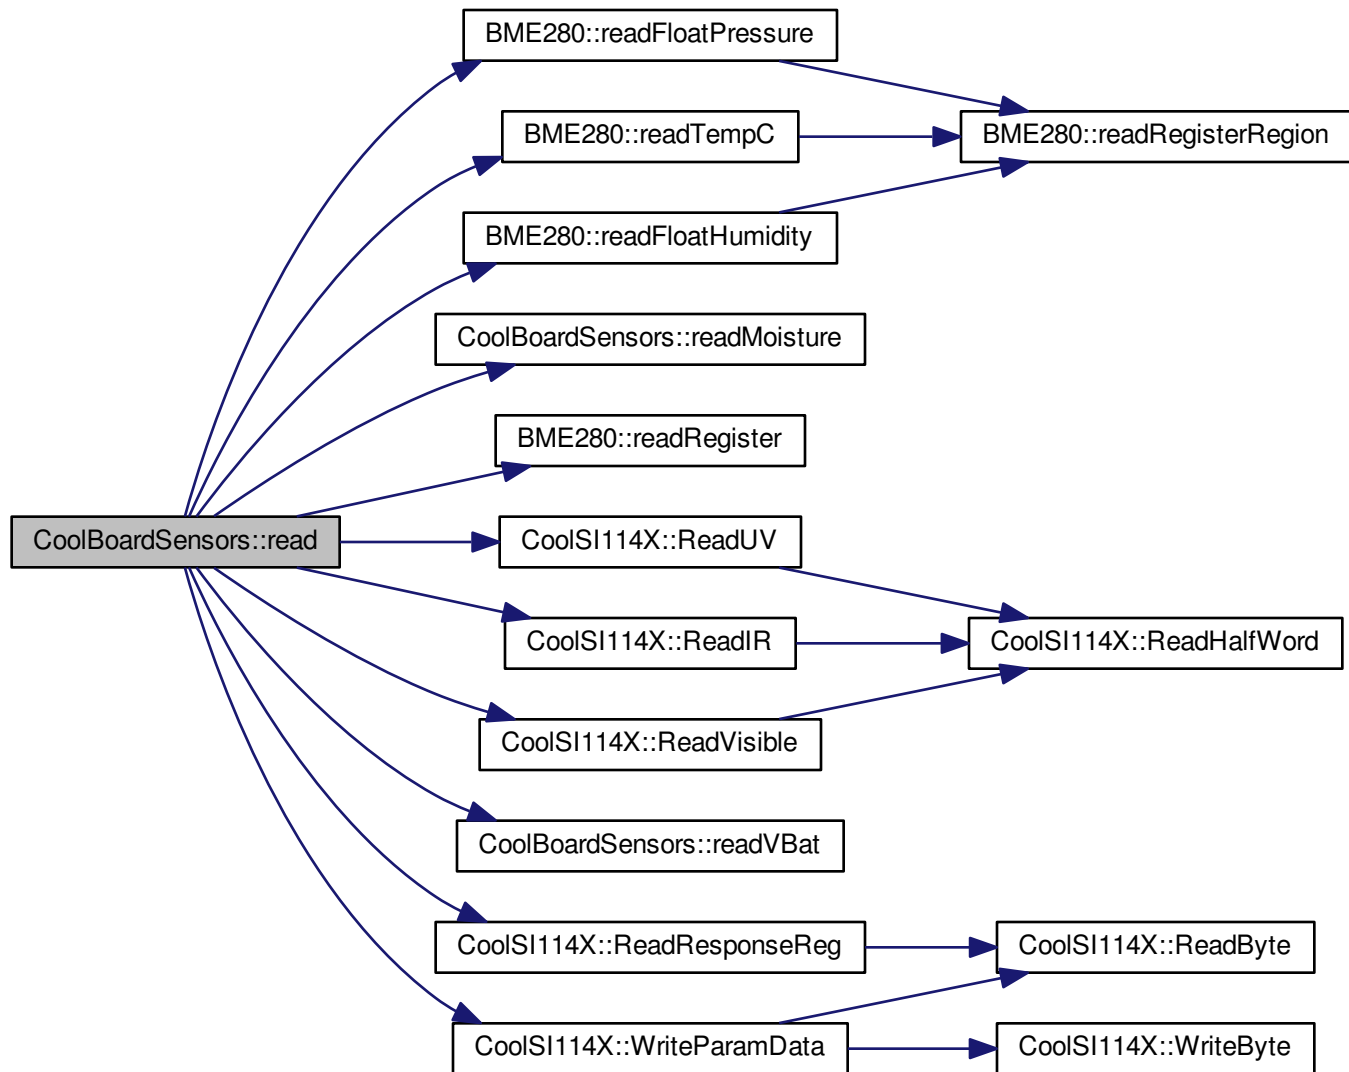 BME280::readFloatPressure
BME280::readTempC
BME280::readRegisterRegion
BME280::readFloatHumidity
CoolBoardSensors::readMoisture
BME280::readRegister
CoolBoardSensors::read
CoolSI114X::ReadUV
CoolSI114X::ReadIR
CoolSI114X::ReadHalfWord
CoolSI114X::ReadVisible
CoolBoardSensors::readVBat
CoolSI114X::ReadResponseReg
CoolSI114X::ReadByte
CoolSI114X::WriteParamData
CoolSI114X::WriteByte